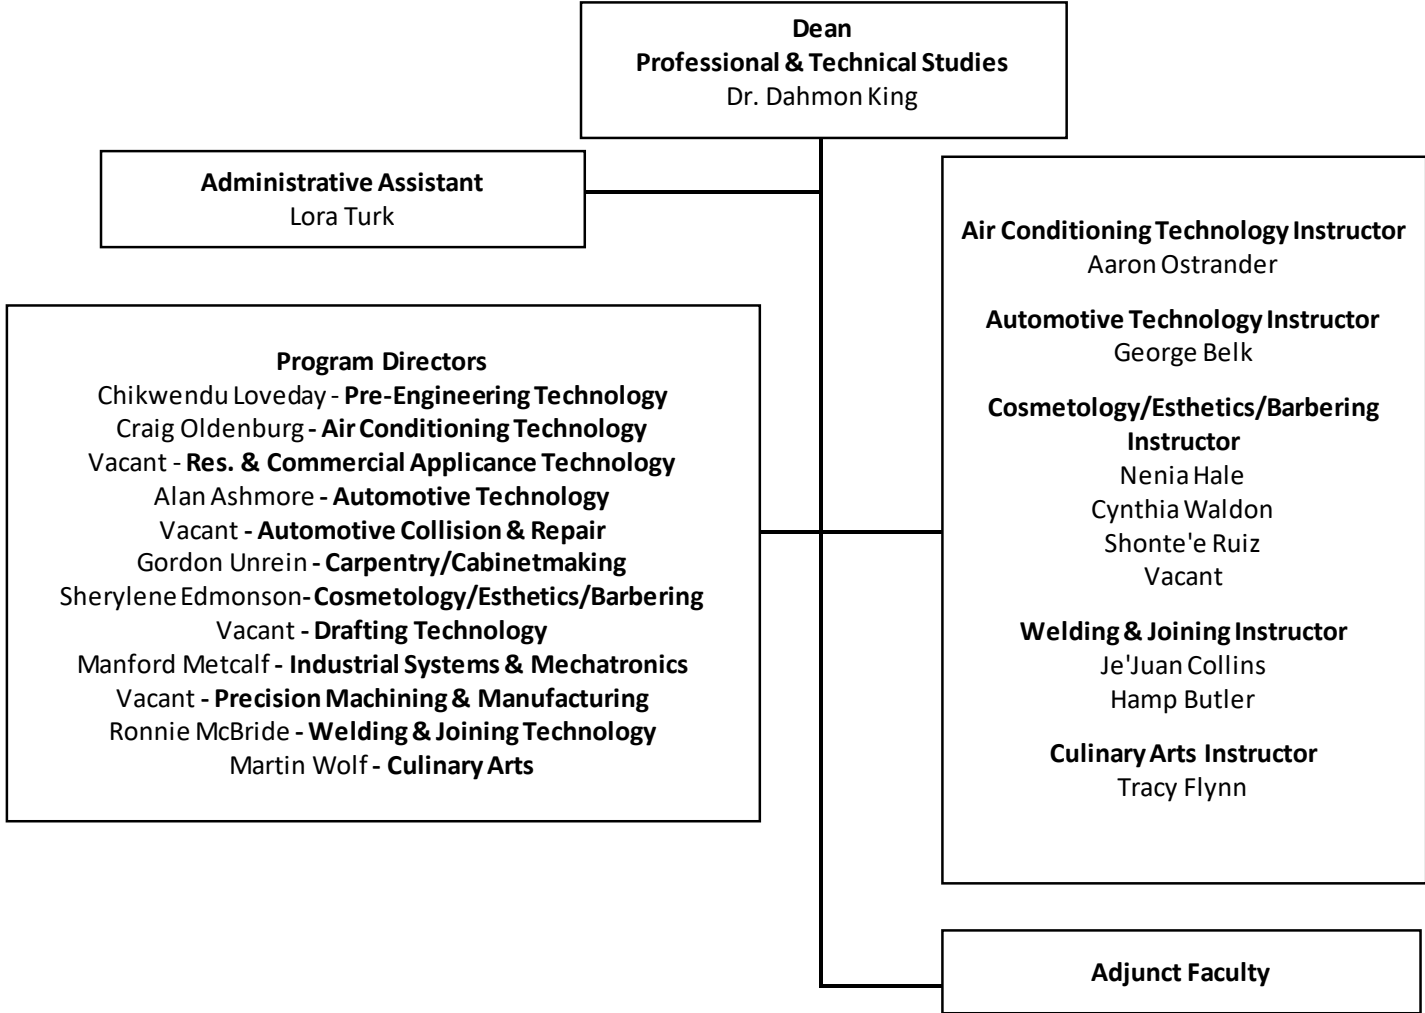 Dean
Professional & Technical Studies
Dr. Dahmon King
Administrative Assistant
Lora Turk
Program Directors
Chikwendu Loveday - Pre-Engineering Technology
Craig Oldenburg - Air Conditioning Technology
Vacant - Res. & Commercial Applicance Technology
Alan Ashmore - Automotive Technology
Vacant - Automotive Collision & Repair
Gordon Unrein - Carpentry/Cabinetmaking
Sherylene Edmonson- Cosmetology/Esthetics/Barbering
Vacant - Drafting Technology
Manford Metcalf - Industrial Systems & Mechatronics
Vacant - Precision Machining & Manufacturing
Ronnie McBride - Welding & Joining Technology
Martin Wolf - Culinary Arts
Air Conditioning Technology Instructor
Aaron Ostrander
Automotive Technology Instructor
George Belk
Cosmetology/Esthetics/Barbering
Instructor
Nenia Hale
Cynthia Waldon
Shonte'e Ruiz
Vacant
Welding & Joining Instructor
Je'Juan Collins
Hamp Butler
Culinary Arts Instructor
Tracy Flynn
Adjunct Faculty